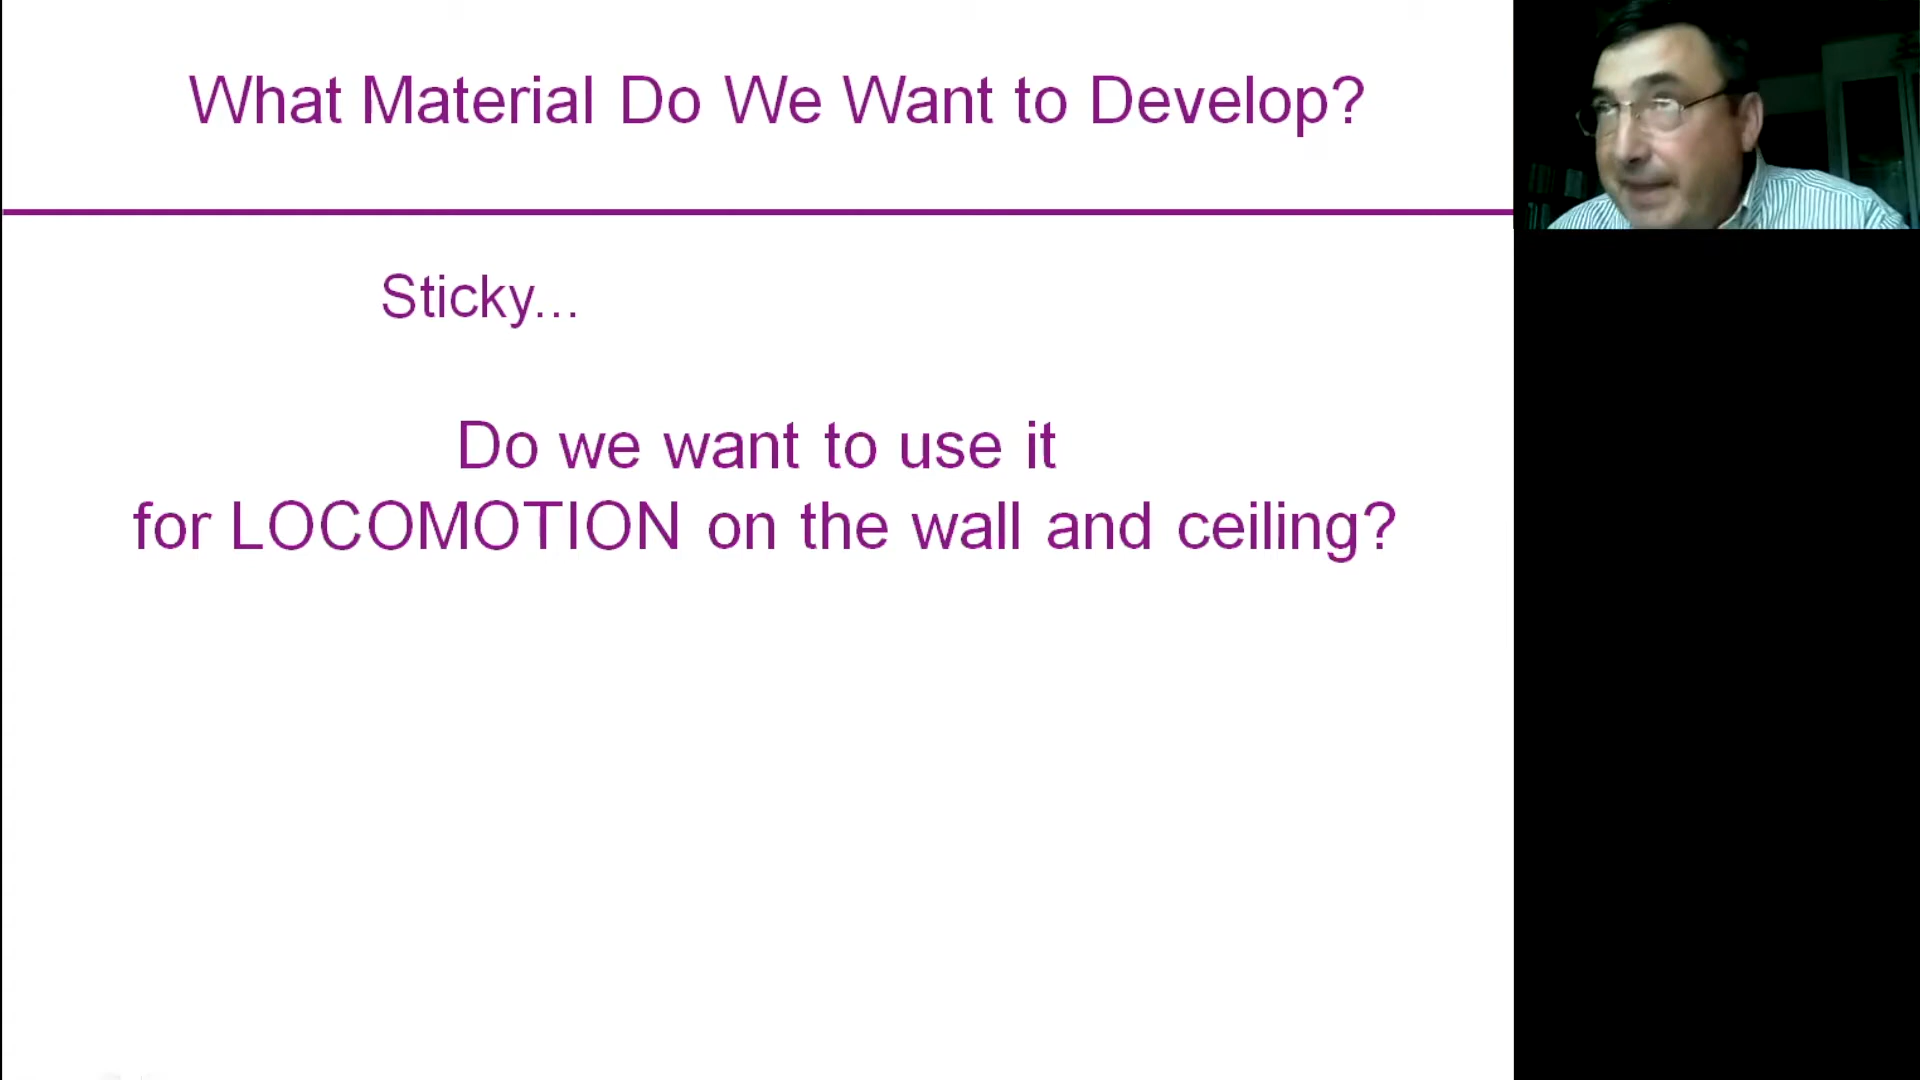 What Material Do We Want to Develop?
Sticky...
Do we want to use it
for LOCOMOTION on the wall and ceiling?